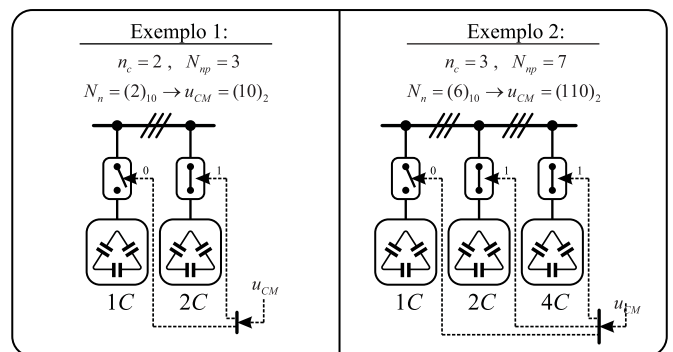 Exemplo 1:
n_c = 2 , N_np = 3
N_n = (2)_10 → u_CM = (10)_2
0
1
1C
2C
u_CM
Exemplo 2:
n_c = 3 , N_np = 7
N_n = (6)_10 → u_CM = (110)_2
0
1
1
1C
2C
4C
u_CM